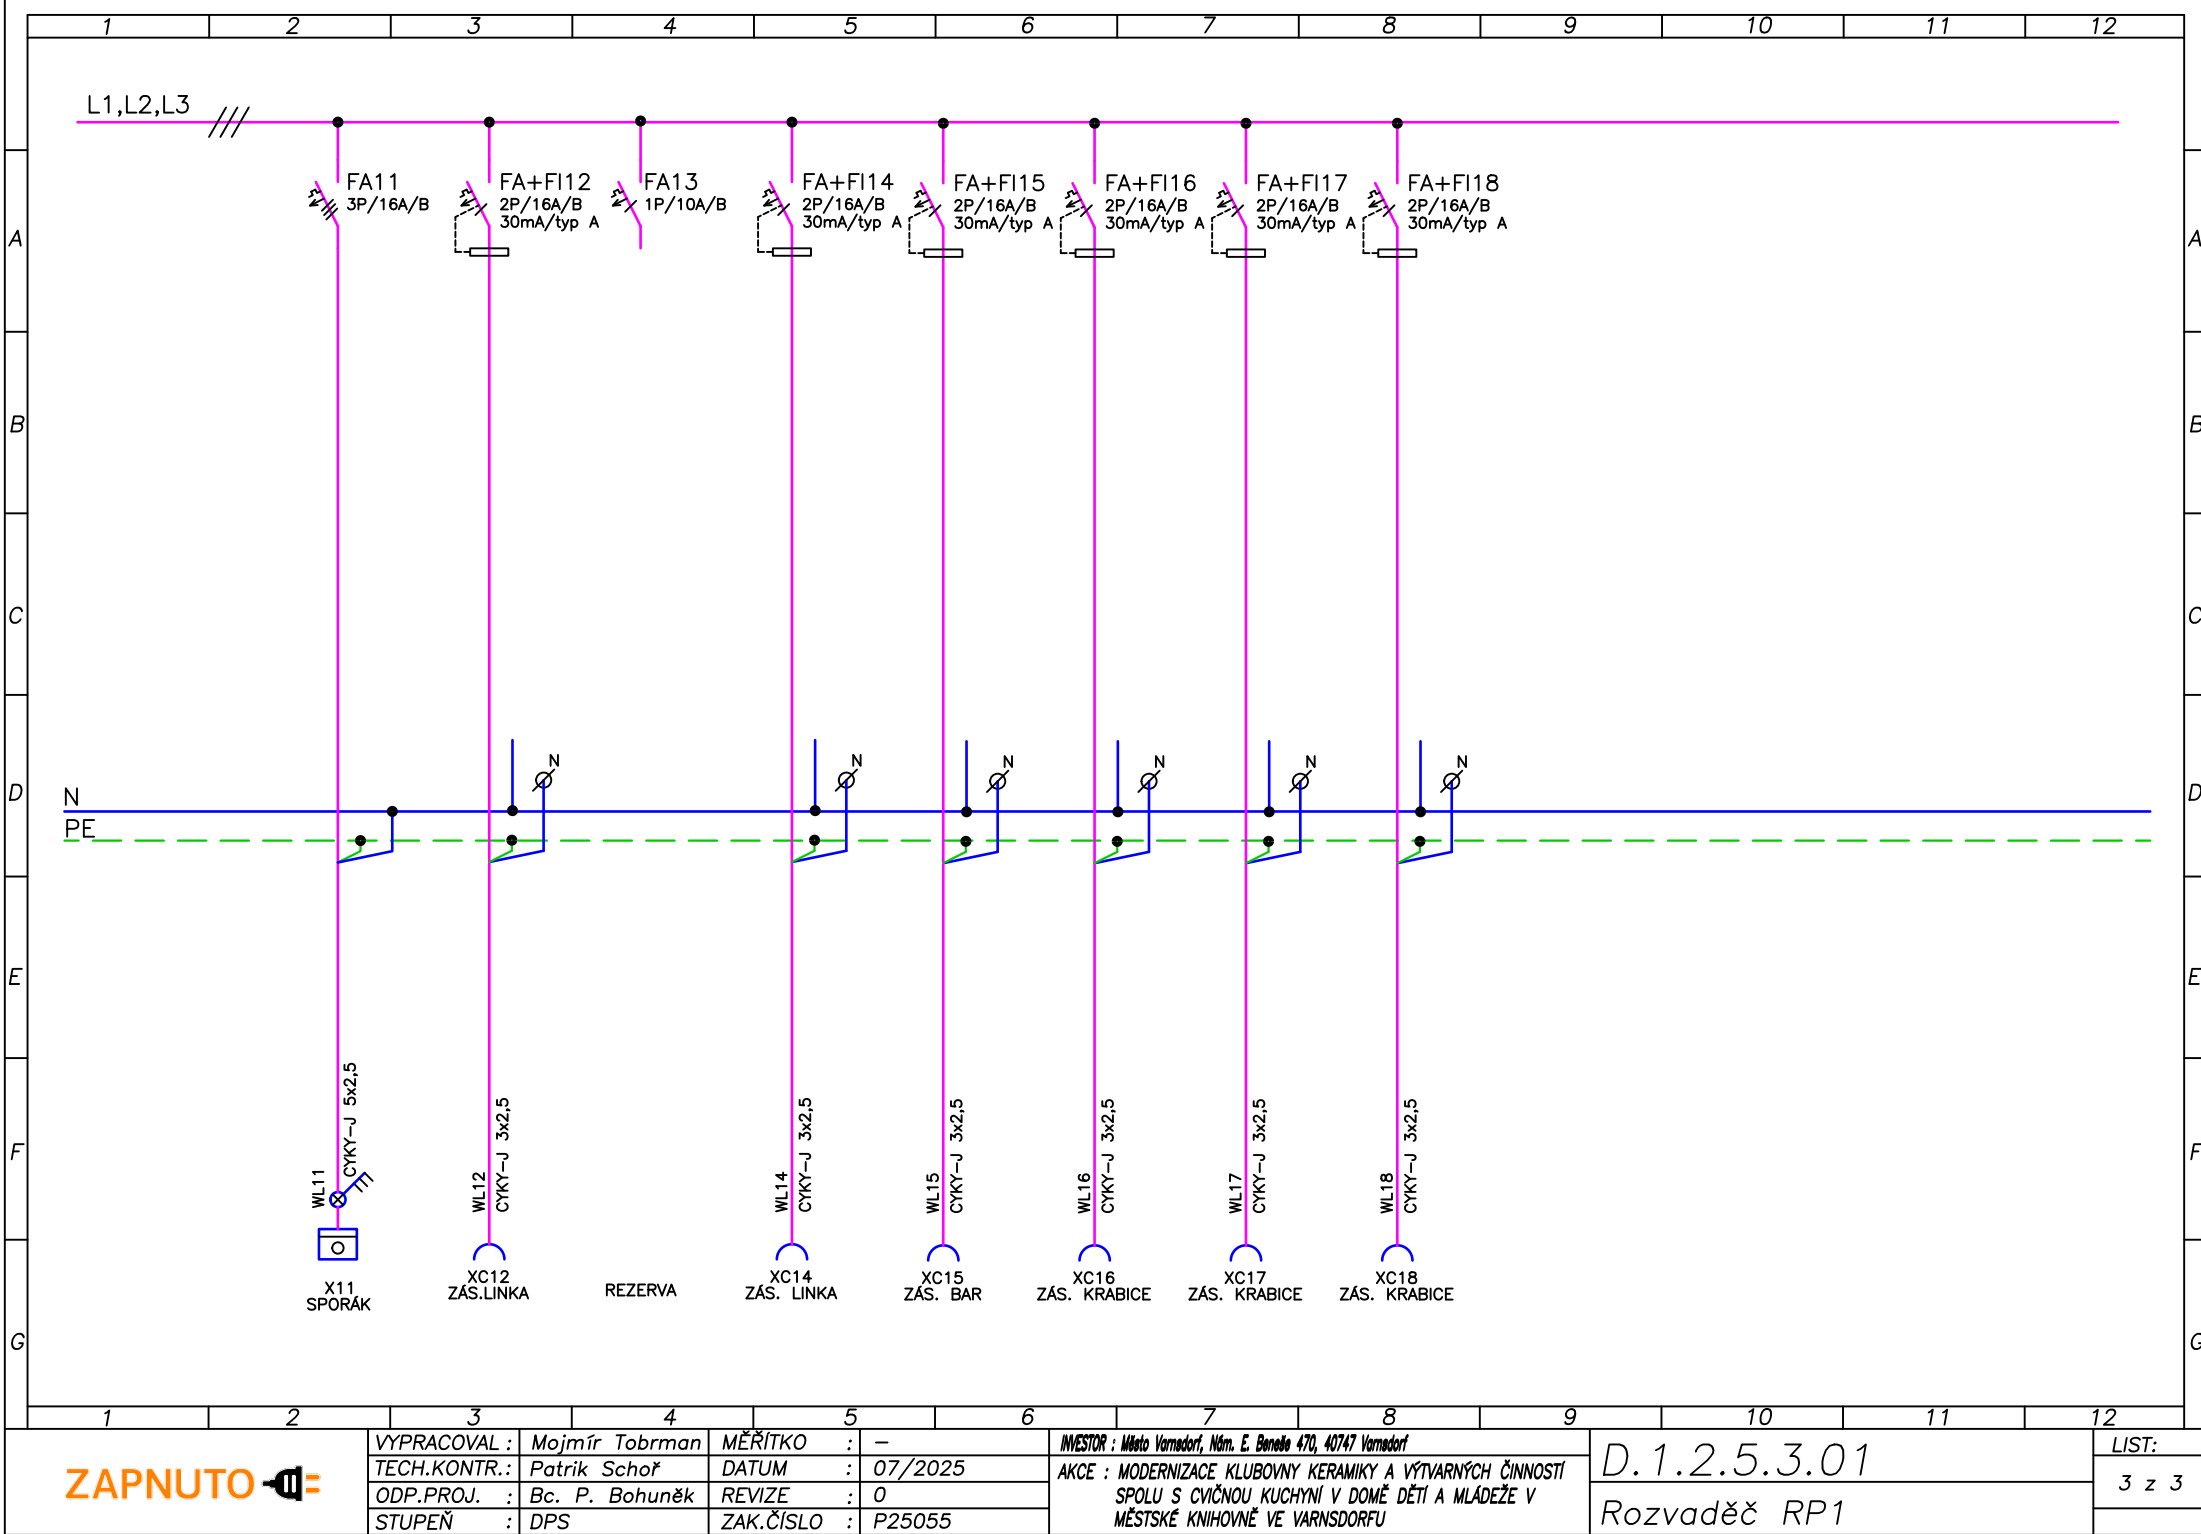 1 2 3 4 5 6 7 8 9 10 11 12
L1,L2,L3
FA11
3P/16A/B
FA+FI12
2P/16A/B
30mA/typ A
FA13
1P/10A/B
FA+FI14
2P/16A/B
30mA/typ A
FA+FI15
2P/16A/B
30mA/typ A
FA+FI16
2P/16A/B
30mA/typ A
FA+FI17
2P/16A/B
30mA/typ A
FA+FI18
2P/16A/B
30mA/typ A
A A
B B
C C
D D
N N N N N N
N
PE
E E
F F
WL11
CYKY-J 5x2,5
WL12
CYKY-J 3x2,5
WL14
CYKY-J 3x2,5
WL15
CYKY-J 3x2,5
WL16
CYKY-J 3x2,5
WL17
CYKY-J 3x2,5
WL18
CYKY-J 3x2,5
X11
SPORÁK
XC12
ZÁS.LINKA
REZERVA
XC14
ZÁS. LINKA
XC15
ZÁS. BAR
XC16
ZÁS. KRABICE
XC17
ZÁS. KRABICE
XC18
ZÁS. KRABICE
G G
1 2 3 4 5 6 7 8 9 10 11 12
ZAPNUTO
VYPRACOVAL : Mojmír Tobrman
TECH.KONTR.: Patrik Schoř
ODP.PROJ. : Bc. P. Bohuněk
STUPEŇ : DPS
MĚŘÍTKO : –
DATUM : 07/2025
REVIZE : 0
ZAK.ČÍSLO : P25055
INVESTOR : Město Varnsdorf, Nám. E. Beneše 470, 40747 Varnsdorf
AKCE : MODERNIZACE KLUBOVNY KERAMIKY A VÝTVARNÝCH ČINNOSTÍ
SPOLU S CVIČNOU KUCHYNÍ V DOMĚ DĚTÍ A MLÁDEŽE V
MĚSTSKÉ KNIHOVNĚ VE VARNSDORFU
D.1.2.5.3.01
Rozvaděč RP1
LIST:
3 z 3